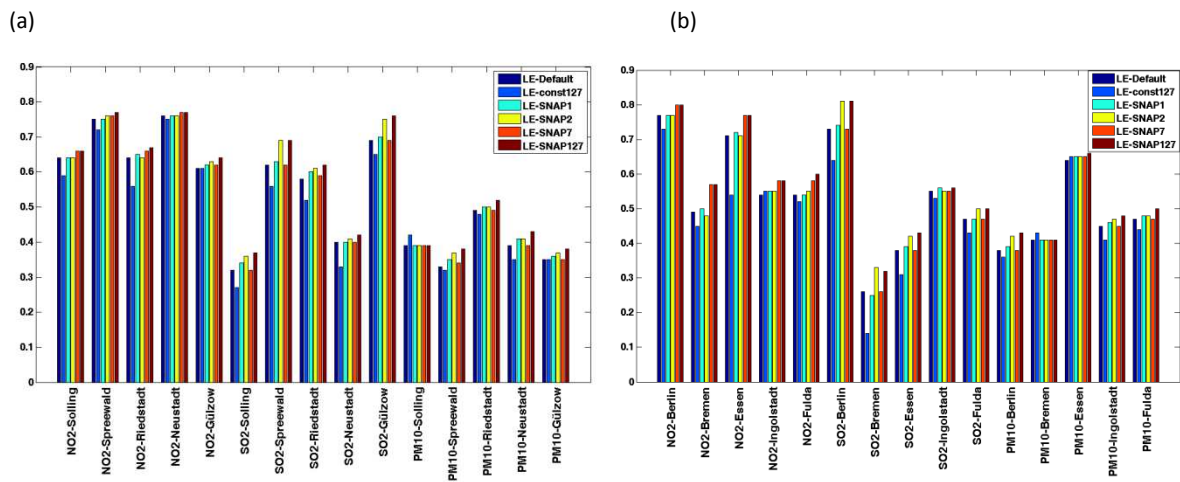 (a)
0.9
0.8
0.7
0.6
0.5
0.4
0.3
0.2
0.1
0
LE-Default
LE-const127
LE-SNAP1
LE-SNAP2
LE-SNAP7
LE-SNAP127
NO2-Solling
NO2-Spreewald
NO2-Riedstadt
NO2-Neustadt
NO2-Gülzow
SO2-Solling
SO2-Spreewald
SO2-Riedstadt
SO2-Neustadt
SO2-Gülzow
PM10-Solling
PM10-Spreewald
PM10-Riedstadt
PM10-Neustadt
PM10-Gülzow
(b)
0.9
0.8
0.7
0.6
0.5
0.4
0.3
0.2
0.1
0
LE-Default
LE-const127
LE-SNAP1
LE-SNAP2
LE-SNAP7
LE-SNAP127
NO2-Berlin
NO2-Bremen
NO2-Essen
NO2-Ingolstadt
NO2-Fulda
SO2-Berlin
SO2-Bremen
SO2-Essen
SO2-Ingolstadt
SO2-Fulda
PM10-Berlin
PM10-Bremen
PM10-Essen
PM10-Ingolstadt
PM10-Fulda